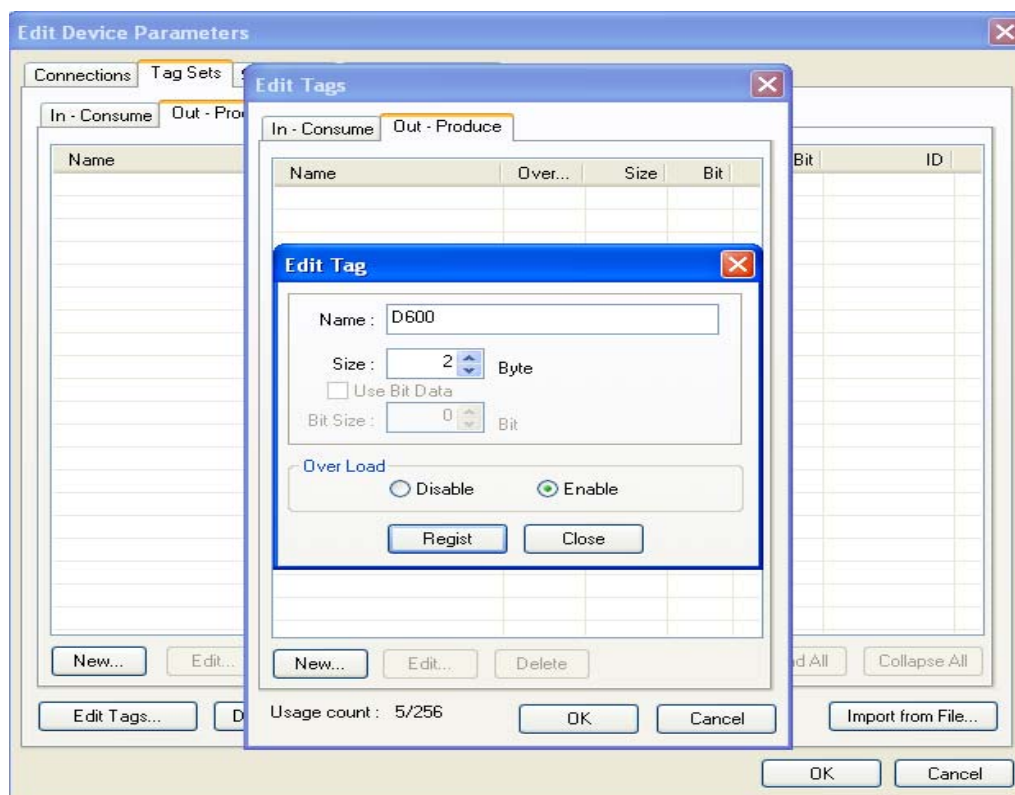 Edit Device Parameters
Connections Tag Sets
In - Consume Out - Pro
Name Bit ID
Edit Tags
In - Consume Out - Produce
Name Over... Size Bit
Edit Tag
Name : D600
Size : 2 Byte
Use Bit Data
Bit Size : 0 Bit
Over Load
Disable Enable
Regist Close
New... Edit... d All Collapse All
New... Edit... Delete
Edit Tags... D Import from File...
Usage count : 5/256 OK Cancel
OK Cancel